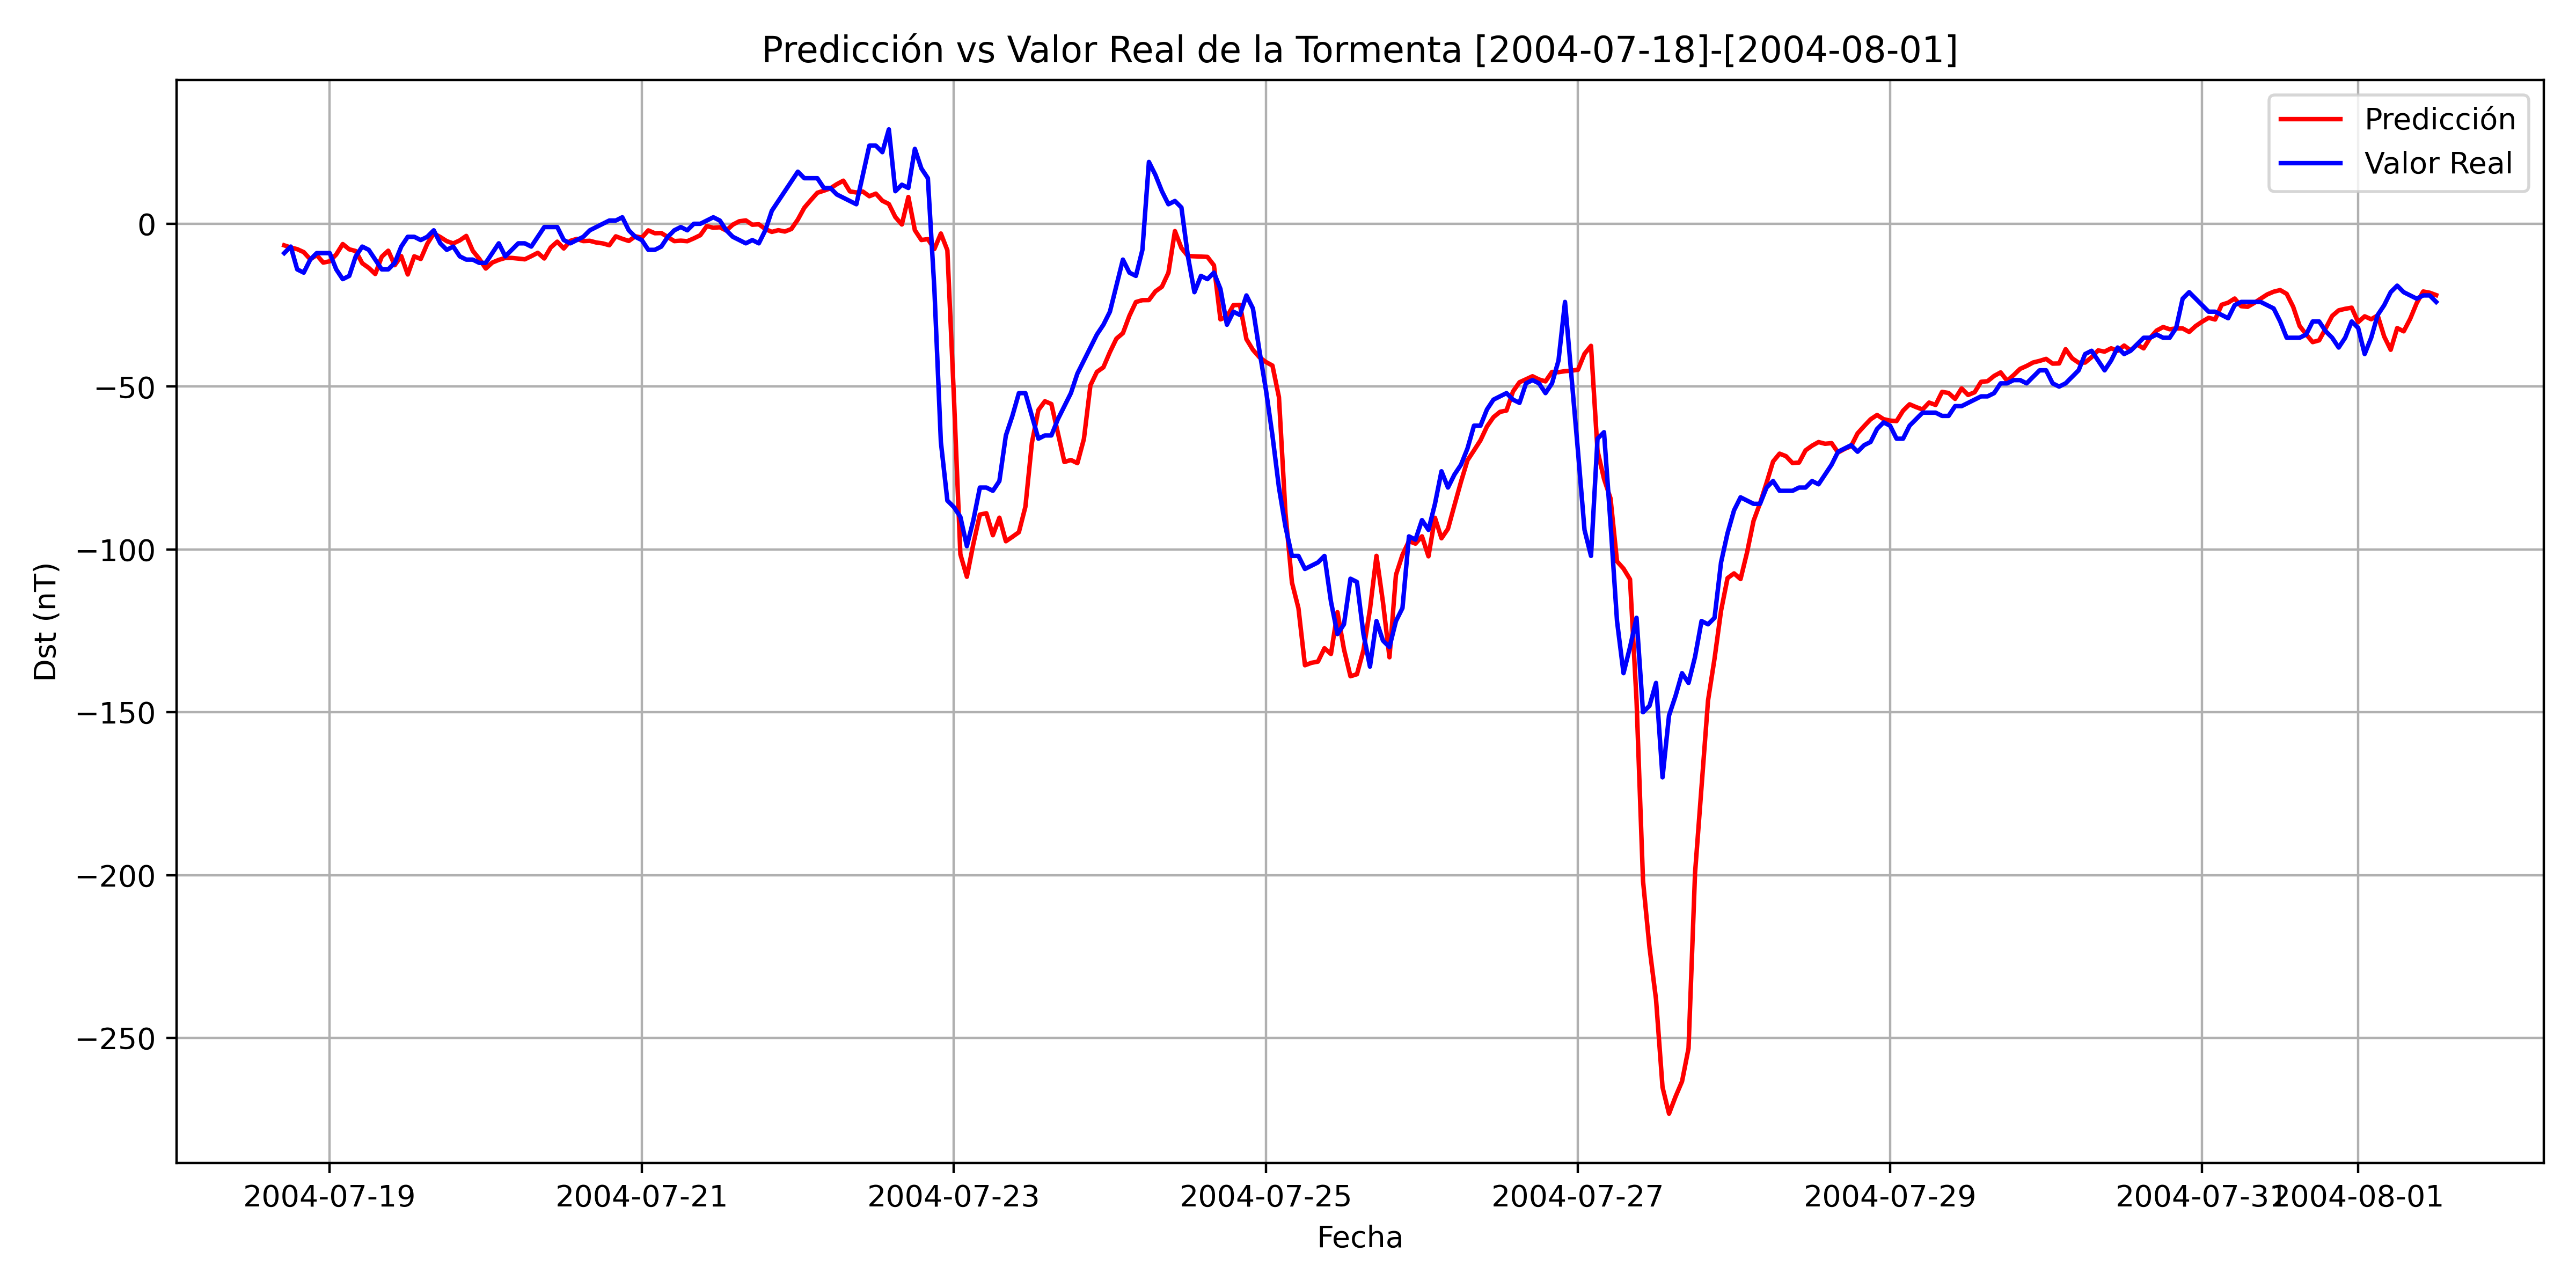 Predicción vs Valor Real de la Tormenta [2004-07-18]-[2004-08-01]
Predicción
Valor Real
0
−50
−100
−150
−200
−250
Dst (nT)
2004-07-19 2004-07-21 2004-07-23 2004-07-25 2004-07-27 2004-07-29 2004-07-31 2004-08-01
Fecha